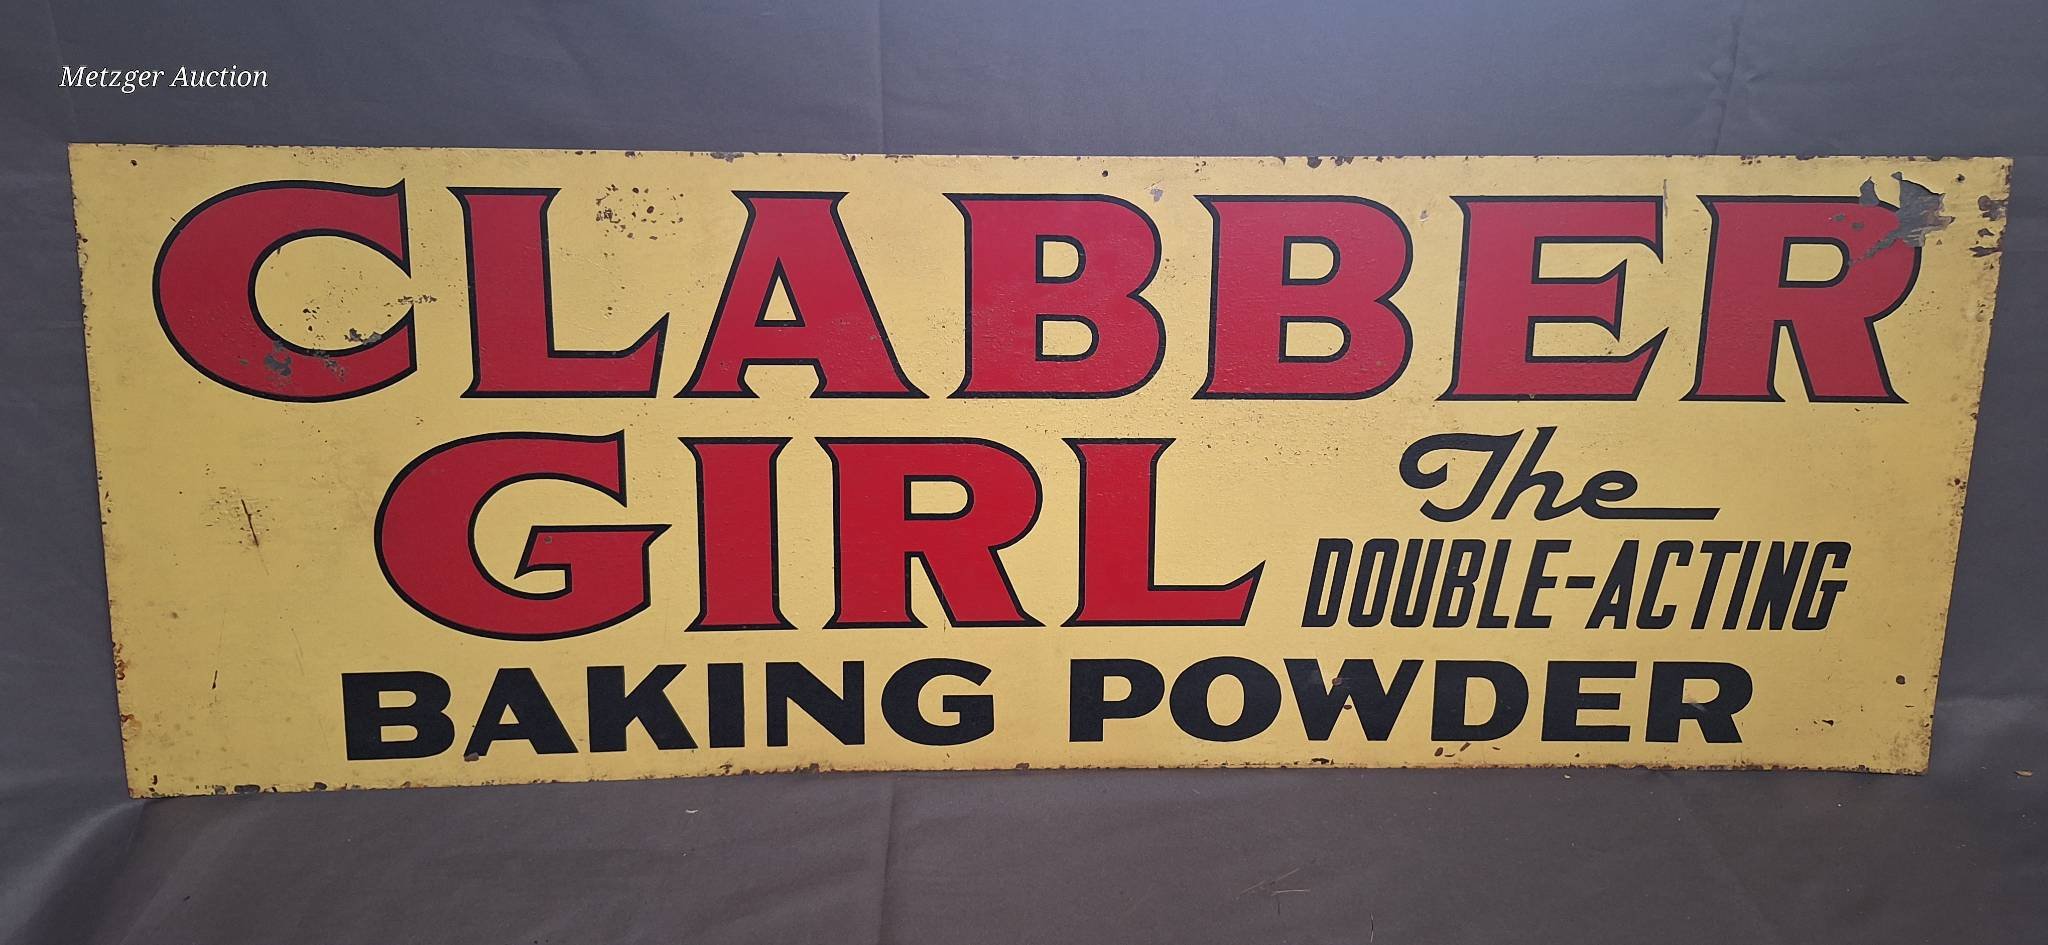 Metzger Auction
CLABBER
GIRL The
DOUBLE-ACTING
BAKING POWDER